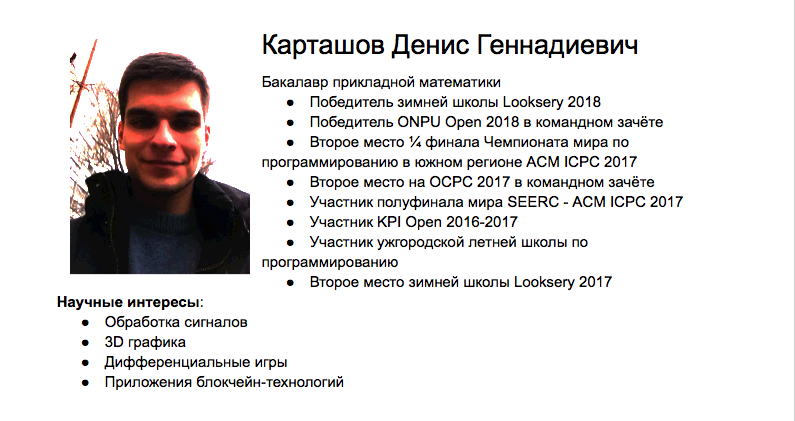 Карташов Денис Геннадиевич
Бакалавр прикладной математики
● Победитель зимней школы Looksery 2018
● Победитель ONPU Open 2018 в командном зачёте
● Второе место ¼ финала Чемпионата мира по
программированию в южном регионе ACM ICPC 2017
● Второе место на OCPC 2017 в командном зачёте
● Участник полуфинала мира SEERC - ACM ICPC 2017
● Участник KPI Open 2016-2017
● Участник ужгородской летней школы по
программированию
● Второе место зимней школы Looksery 2017
Научные интересы:
● Обработка сигналов
● 3D графика
● Дифференциальные игры
● Приложения блокчейн-технологий